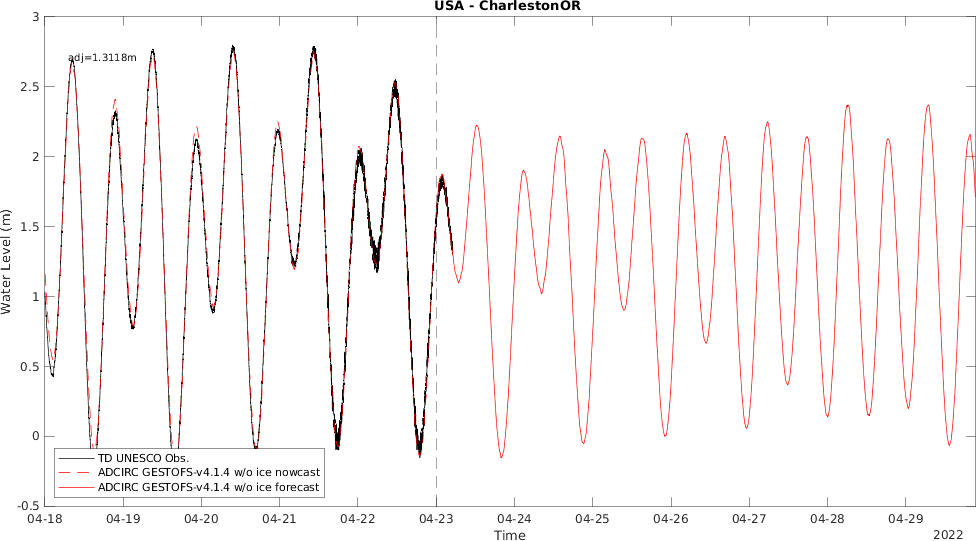 USA - CharlestonOR
adj=1.3118m
3
2.5
2
1.5
1
0.5
0
-0.5
Water Level (m)
TD UNESCO Obs.
ADCIRC GESTOFS-v4.1.4 w/o ice nowcast
ADCIRC GESTOFS-v4.1.4 w/o ice forecast
04-18 04-19 04-20 04-21 04-22 04-23 04-24 04-25 04-26 04-27 04-28 04-29
Time
2022